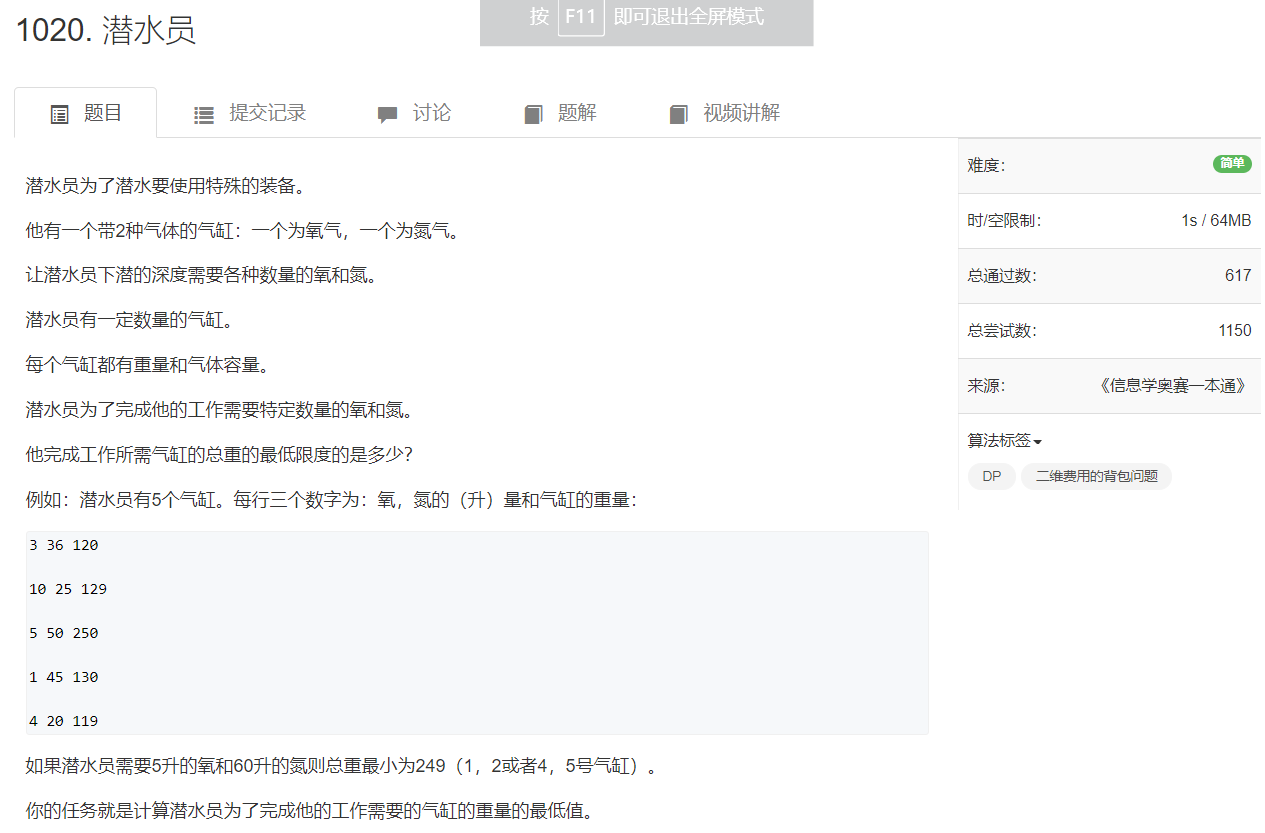 按 F11 即可退出全屏模式
1020. 潜水员
题目 提交记录 讨论 题解 视频讲解
潜水员为了潜水要使用特殊的装备。
他有一个带2种气体的气缸：一个为氧气，一个为氮气。
让潜水员下潜的深度需要各种数量的氧和氮。
潜水员有一定数量的气缸。
每个气缸都有重量和气体容量。
潜水员为了完成他的工作需要特定数量的氧和氮。
他完成工作所需气缸的总重的最低限度的是多少？
例如：潜水员有5个气缸。每行三个数字为：氧，氮的（升）量和气缸的重量：
3 36 120
10 25 129
5 50 250
1 45 130
4 20 119
如果潜水员需要5升的氧和60升的氮则总重最小为249（1，2或者4，5号气缸）。
你的任务就是计算潜水员为了完成他的工作需要的气缸的重量的最低值。
难度： 简单
时/空限制： 1s / 64MB
总通过数： 617
总尝试数： 1150
来源： 《信息学奥赛一本通》
算法标签
DP 二维费用的背包问题